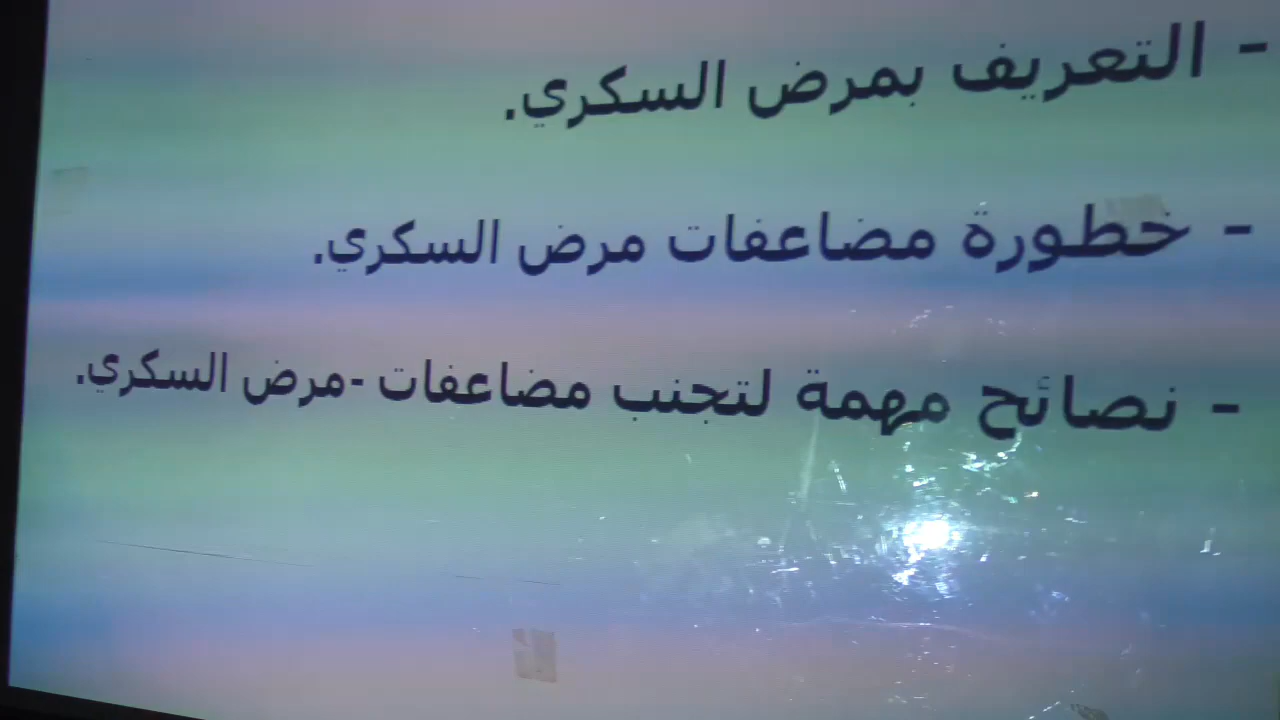 - التعريف بمرض السكري.
- خطورة مضاعفات مرض السكري.
- نصائح مهمة لتجنب مضاعفات -مرض السكري.